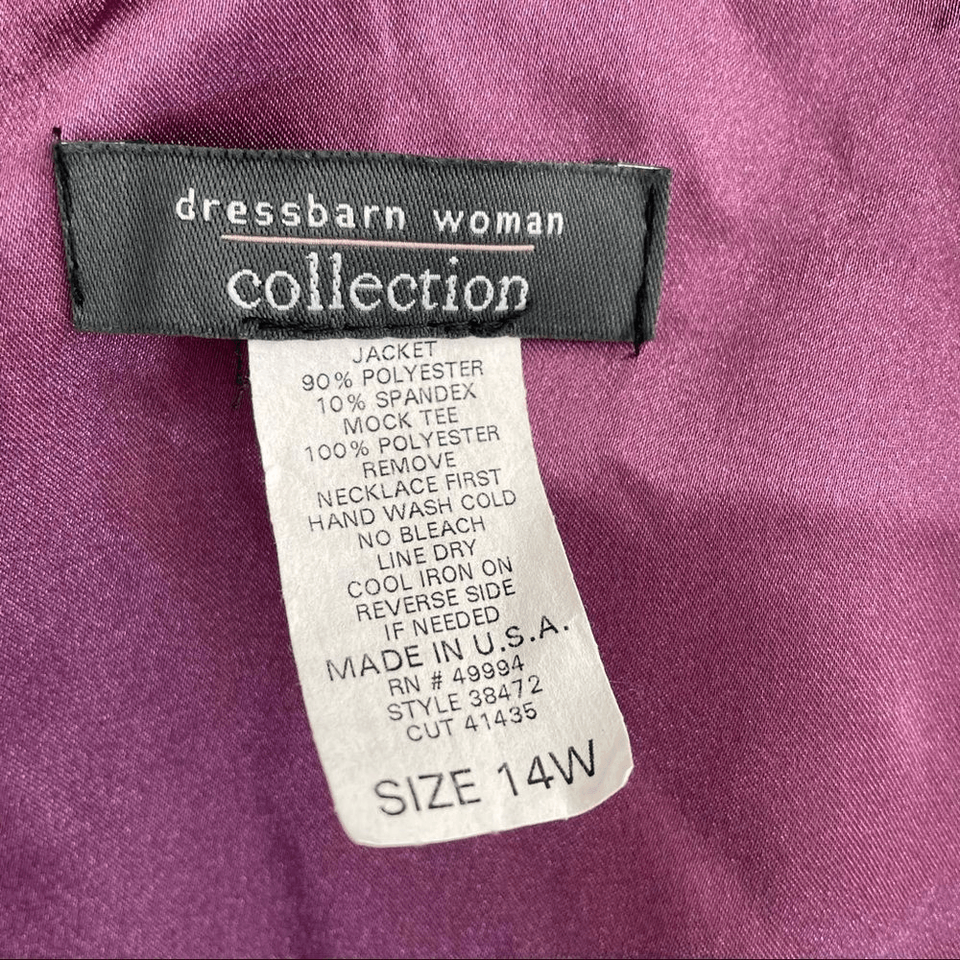 dressbarn woman
collection
JACKET
90% POLYESTER
10% SPANDEX
MOCK TEE
100% POLYESTER
REMOVE
NECKLACE FIRST
HAND WASH COLD
NO BLEACH
LINE DRY
COOL IRON ON
REVERSE SIDE
IF NEEDED
MADE IN U.S.A.
RN # 49994
STYLE 38472
CUT 41435
SIZE 14W